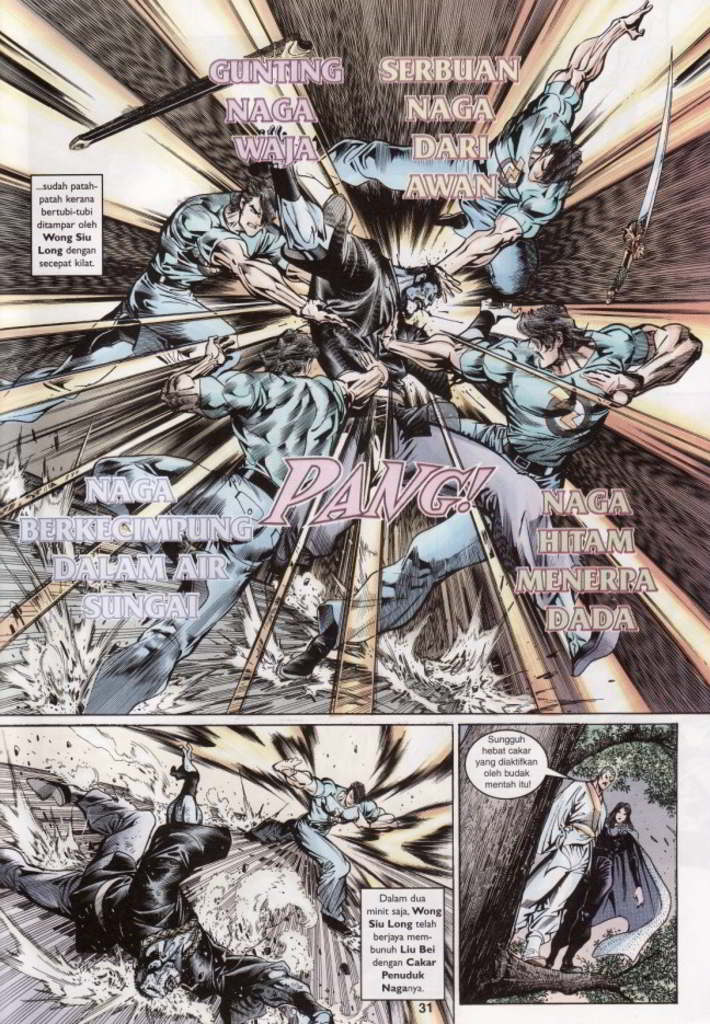 GUNTING
NAGA
WAJA
SERBUAN
NAGA
DARI
AWAN
...sudah patah-
patah kerana
bertubi-tubi
ditampar oleh
Wong Siu
Long dengan
secepat kilat.
PANG!
NAGA
BERKECIMPUNG
DALAM AIR
SUNGAI
NAGA
HITAM
MENERPA
DADA
Dalam dua
minit saja, Wong
Siu Long telah
berjaya mem-
bunuh Liu Bei
dengan Cakar
Penuduk
Naganya.
Sungguh
hebat cakar
yang diaktifkan
oleh budak
mentah itu!
31